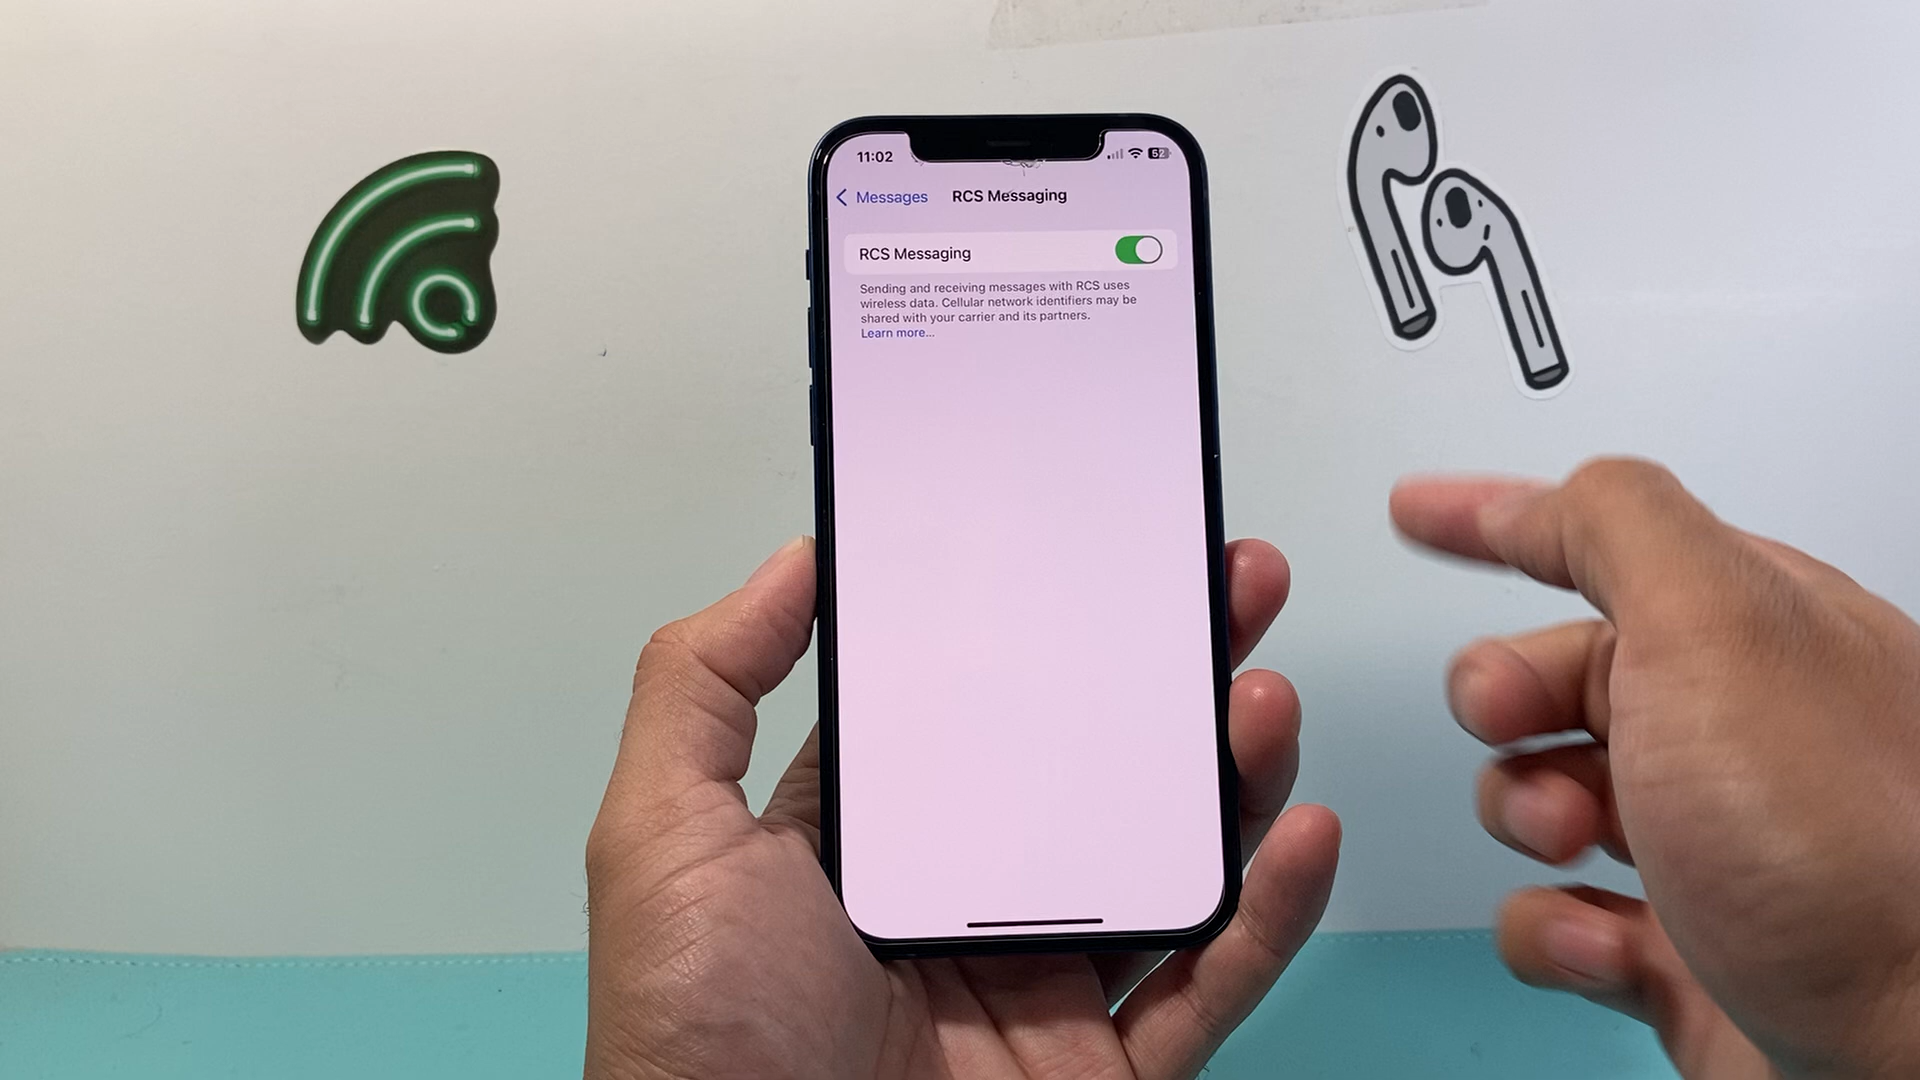 11:02
52
Messages
RCS Messaging
RCS Messaging
Sending and receiving messages with RCS uses
wireless data. Cellular network identifiers may be
shared with your carrier and its partners.
Learn more...